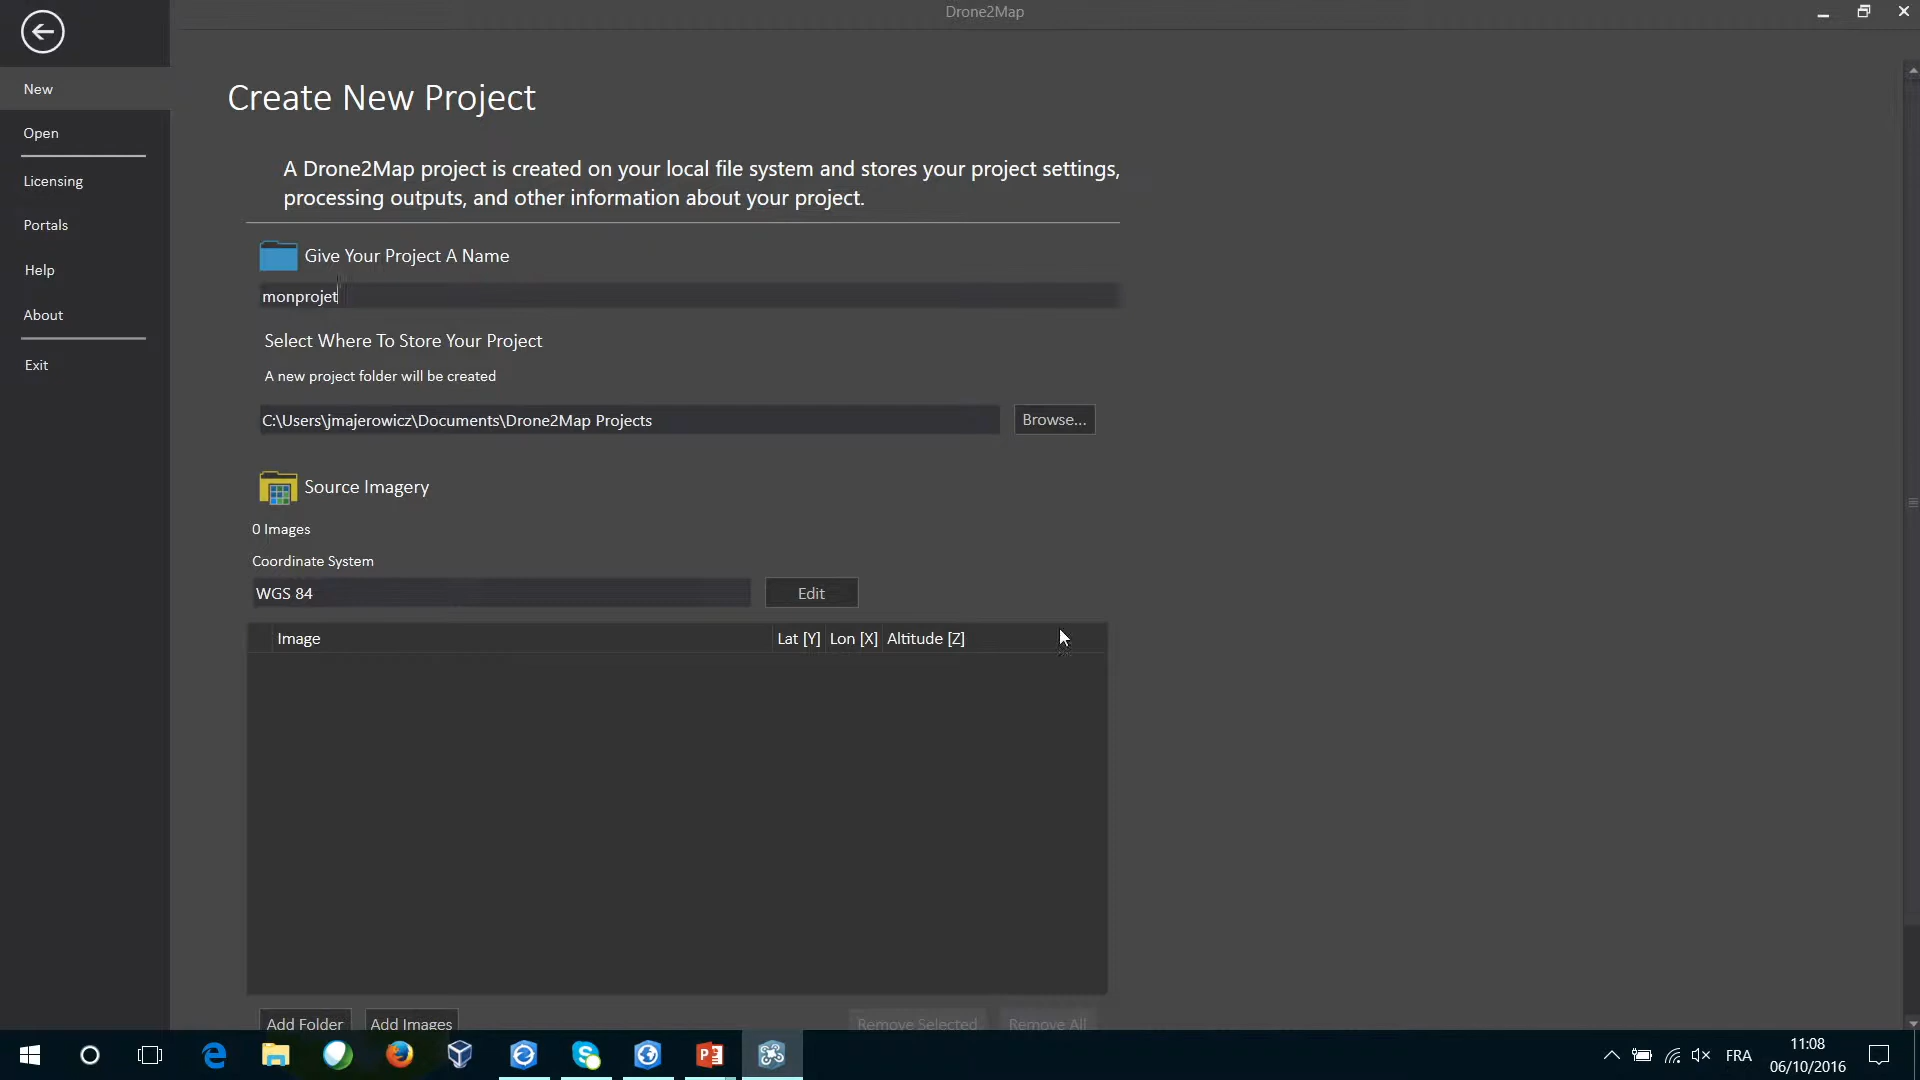 Drone2Map
New
Open
Licensing
Portals
Help
About
Exit
Create New Project
A Drone2Map project is created on your local file system and stores your project settings,
processing outputs, and other information about your project.
Give Your Project A Name
monprojet
Select Where To Store Your Project
A new project folder will be created
C:\Users\jmajerowicz\Documents\Drone2Map Projects
Browse...
Source Imagery
0 Images
Coordinate System
WGS 84
Edit
Image Lat [Y] Lon [X] Altitude [Z]
Add Folder Add Images Remove Selected Remove All
FRA
11:08
06/10/2016